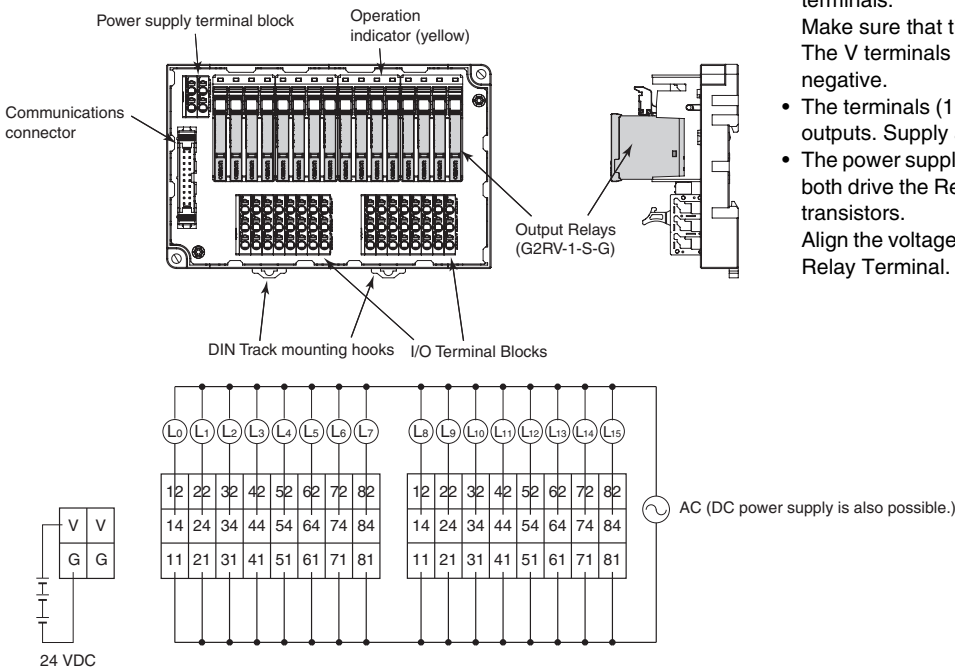 Power supply terminal block
Operation
indicator (yellow)
Communications
connector
Output Relays
(G2RV-1-S-G)
DIN Track mounting hooks
I/O Terminal Blocks
terminals.
Make sure that t
The V terminals
negative.
• The terminals (1
outputs. Supply
• The power suppl
both drive the Re
transistors.
Align the voltage
Relay Terminal.
L0 L1 L2 L3 L4 L5 L6 L7 L8 L9 L10 L11 L12 L13 L14 L15
12 22 32 42 52 62 72 82 12 22 32 42 52 62 72 82
AC (DC power supply is also possible.)
V V 14 24 34 44 54 64 74 84 14 24 34 44 54 64 74 84
G G 11 21 31 41 51 61 71 81 11 21 31 41 51 61 71 81
24 VDC